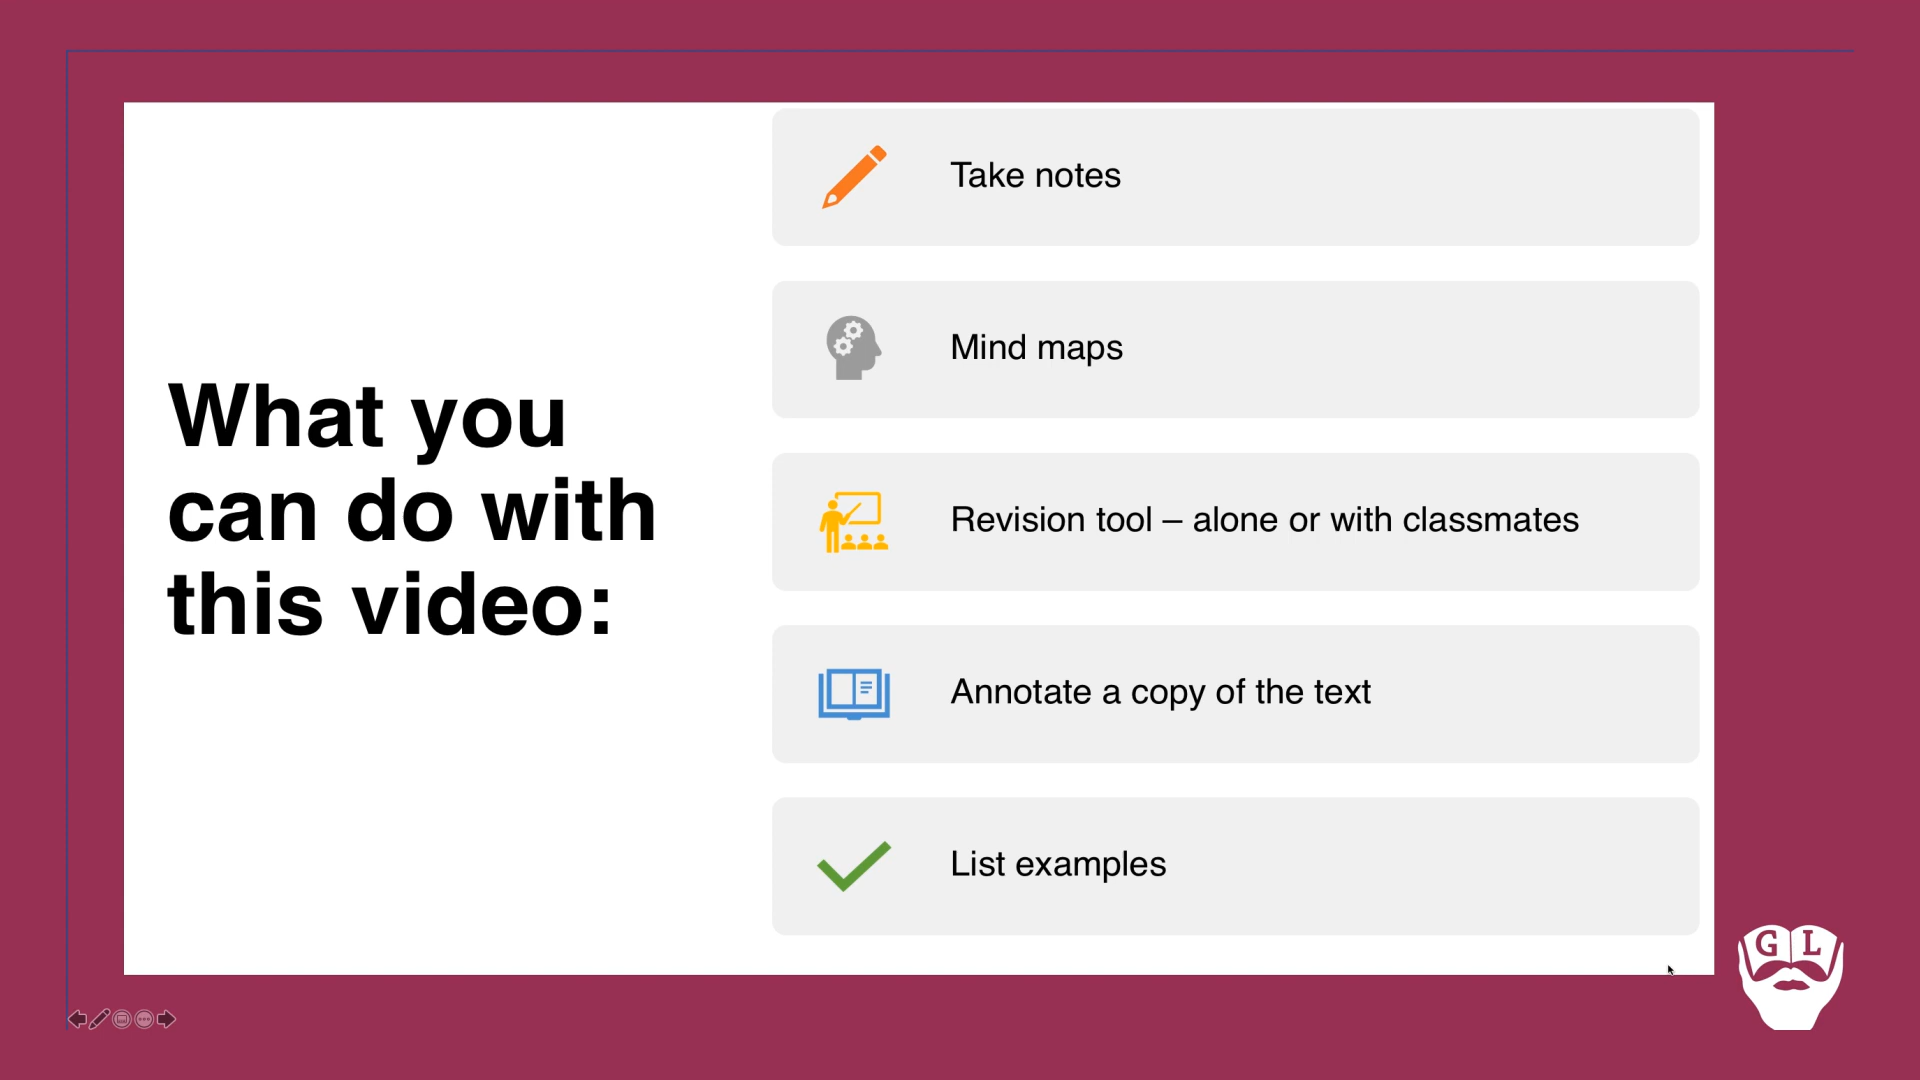 What you
can do with
this video:
Take notes
Mind maps
Revision tool – alone or with classmates
Annotate a copy of the text
List examples
G L